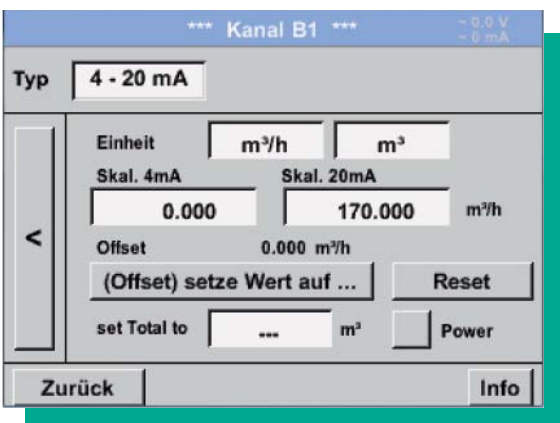 *** Kanal B1 ***
~ 0.0 V
~ 0 mA
Typ 4 - 20 mA
Einheit m³/h m³
Skal. 4mA Skal. 20mA
0.000 170.000 m³/h
<
Offset 0.000 m³/h
(Offset) setze Wert auf ... Reset
set Total to --- m³ Power
Zurück Info